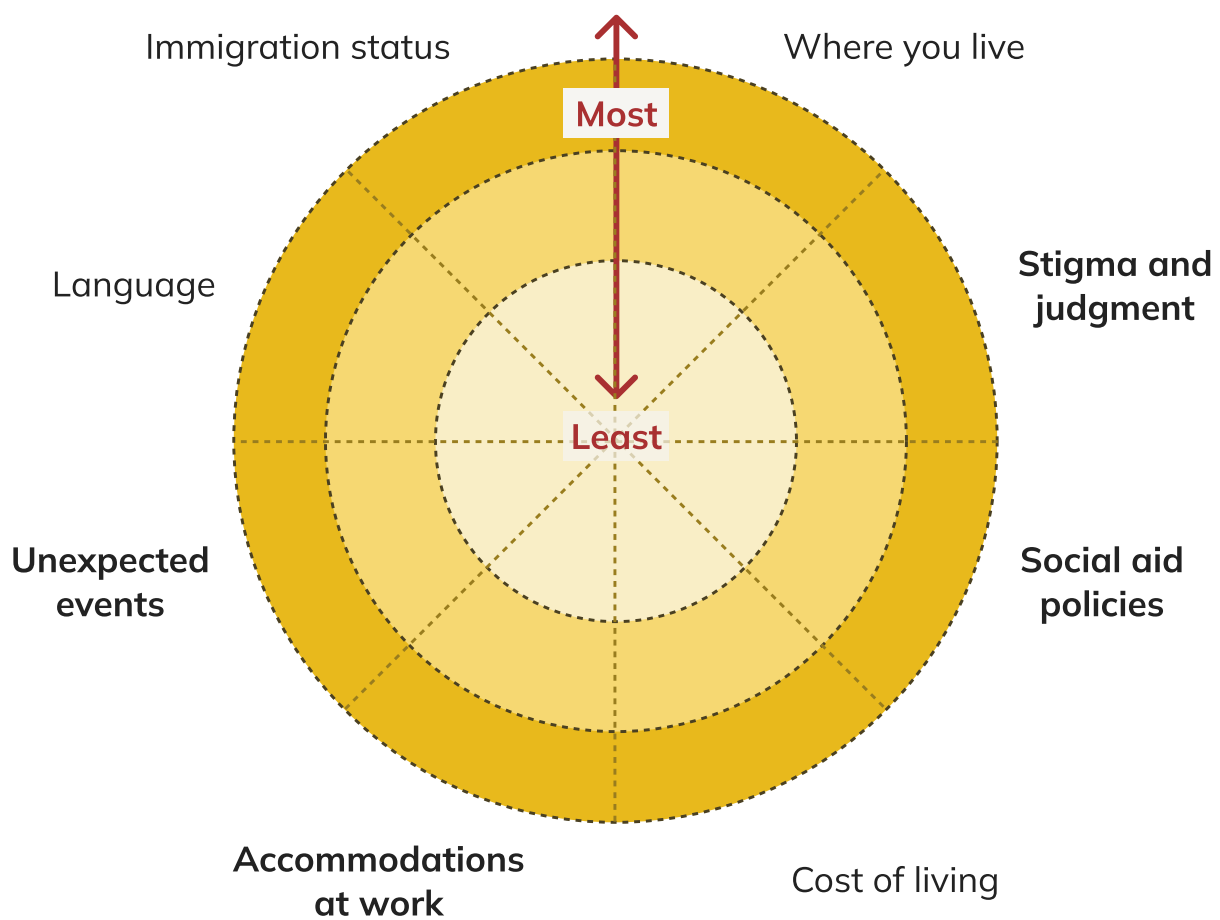 Immigration status
Where you live
Most
Stigma and
judgment
Language
Least
Unexpected
events
Social aid
policies
Accommodations
at work
Cost of living